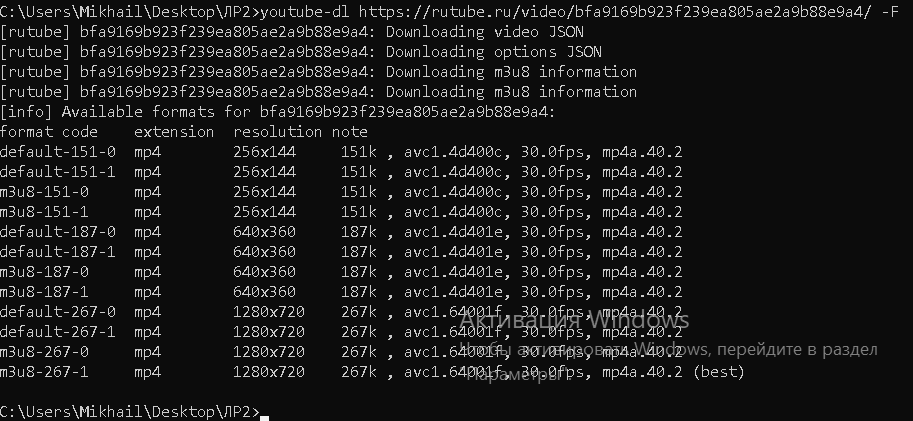 C:\Users\Mikhail\Desktop\ЛР2>youtube-dl https://rutube.ru/video/bfa9169b923f239ea805ae2a9b88e9a4/ -F
[rutube] bfa9169b923f239ea805ae2a9b88e9a4: Downloading video JSON
[rutube] bfa9169b923f239ea805ae2a9b88e9a4: Downloading options JSON
[rutube] bfa9169b923f239ea805ae2a9b88e9a4: Downloading m3u8 information
[rutube] bfa9169b923f239ea805ae2a9b88e9a4: Downloading m3u8 information
[info] Available formats for bfa9169b923f239ea805ae2a9b88e9a4:
format code  extension  resolution note
default-151-0  mp4        256x144    151k , avc1.4d400c, 30.0fps, mp4a.40.2
default-151-1  mp4        256x144    151k , avc1.4d400c, 30.0fps, mp4a.40.2
m3u8-151-0     mp4        256x144    151k , avc1.4d400c, 30.0fps, mp4a.40.2
m3u8-151-1     mp4        256x144    151k , avc1.4d400c, 30.0fps, mp4a.40.2
default-187-0  mp4        640x360    187k , avc1.4d401e, 30.0fps, mp4a.40.2
default-187-1  mp4        640x360    187k , avc1.4d401e, 30.0fps, mp4a.40.2
m3u8-187-0     mp4        640x360    187k , avc1.4d401e, 30.0fps, mp4a.40.2
m3u8-187-1     mp4        640x360    187k , avc1.4d401e, 30.0fps, mp4a.40.2
default-267-0  mp4        1280x720   267k , avc1.64001f, 30.0fps, mp4a.40.2
default-267-1  mp4        1280x720   267k , avc1.64001f, 30.0fps, mp4a.40.2
m3u8-267-0     mp4        1280x720   267k , avc1.64001f, 30.0fps, mp4a.40.2
m3u8-267-1     mp4        1280x720   267k , avc1.64001f, 30.0fps, mp4a.40.2 (best)
Активация Windows
Чтобы активировать Windows, перейдите в раздел
"Параметры".
C:\Users\Mikhail\Desktop\ЛР2>